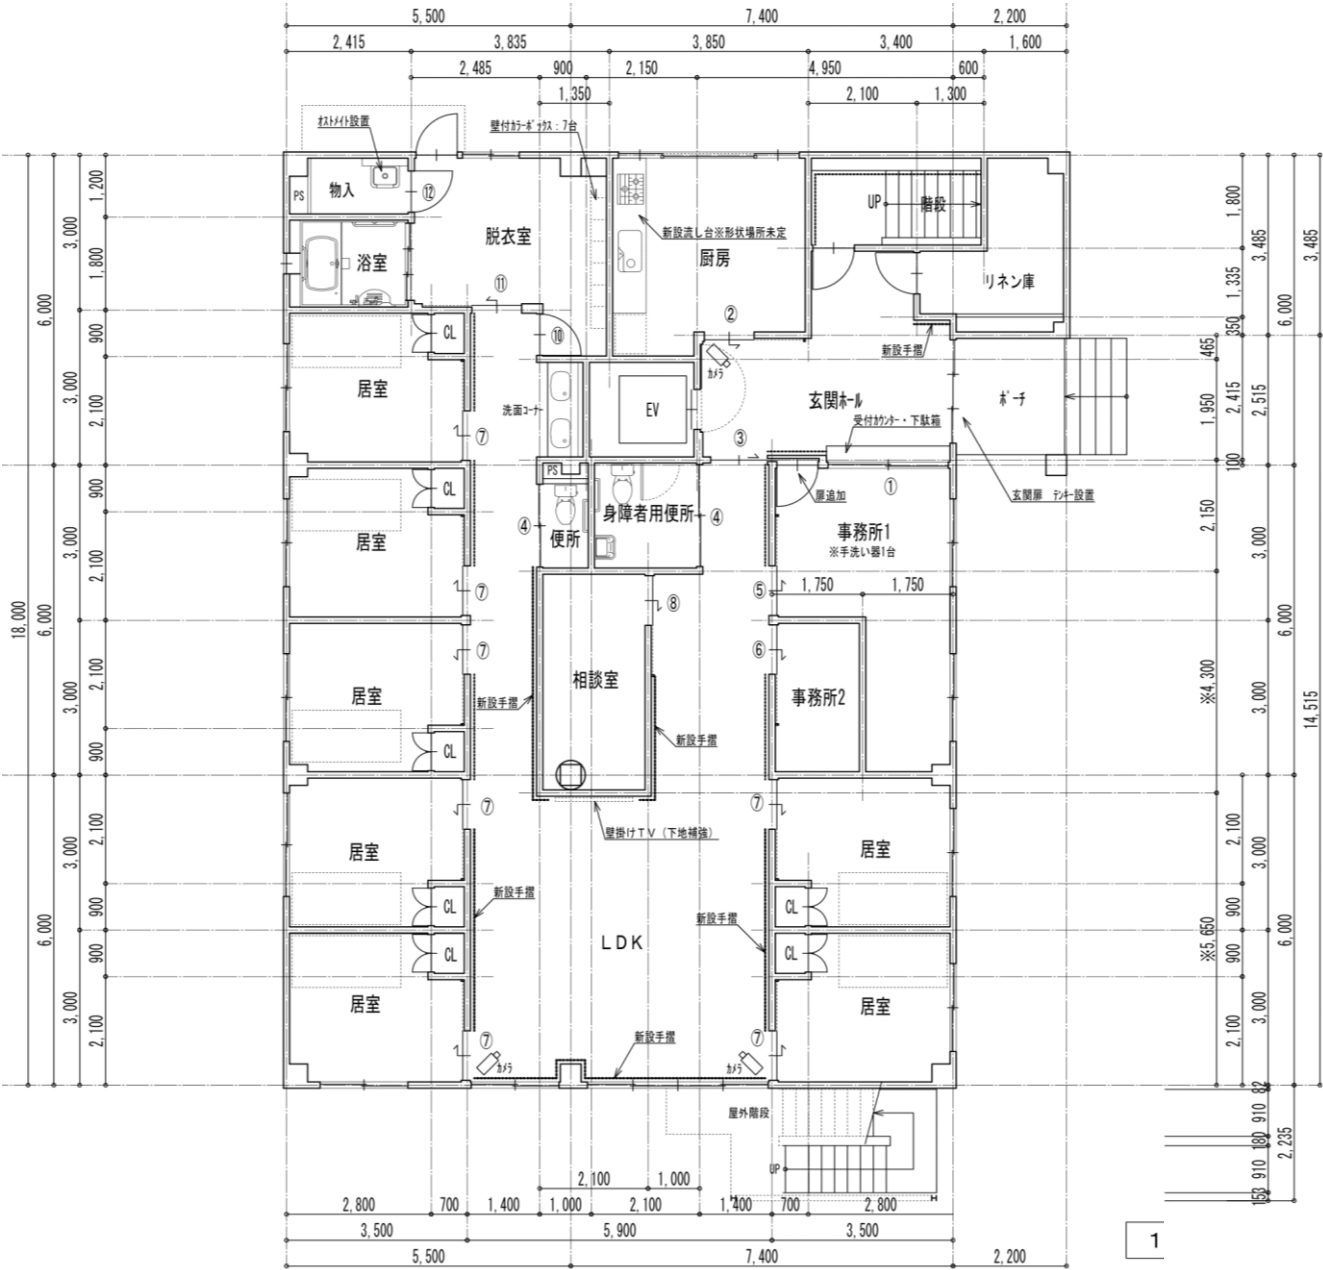 5,500
7,400
2,200
2,415
3,835
3,850
3,400
1,600
2,485
900
2,150
4,950
600
1,350
2,100
1,300
ｵｽﾄﾒｲﾄ設置
壁付ｶﾗｰﾎﾞｯｸｽ：7台
PS
物入
⑫
脱衣室
浴室
⑪
⑩
新設流し台※形状場所未定
厨房
②
UP
階段
リネン庫
新設手摺
CL
居室
⑦
洗面ｺｰﾅｰ
EV
ｶﾒﾗ
玄関ﾎｰﾙ
ﾎﾟｰﾁ
受付ｶｳﾝﾀｰ・下駄箱
③
①
扉追加
玄関扉 ﾃﾝｷｰ設置
CL
居室
⑦
PS
④
便所
身障者用便所
④
事務所1
※手洗い器1台
1,750
1,750
⑤
⑧
⑥
⑦
居室
CL
新設手摺
相談室
新設手摺
事務所2
壁掛けTV（下地補強）
⑦
居室
CL
新設手摺
⑦
居室
CL
新設手摺
LDK
CL
居室
⑦
ｶﾒﾗ
新設手摺
CL
居室
⑦
ｶﾒﾗ
屋外階段
UP
18,000
6,000
6,000
6,000
3,000
3,000
3,000
3,000
3,000
3,000
1,200
1,800
900
2,100
900
2,100
2,100
900
2,100
900
900
2,100
1,800
1,335
350
465
1,950
2,415
100
2,150
※4,300
※5,650
3,485
2,515
3,000
3,000
2,100
900
900
2,100
3,000
3,000
6,000
6,000
6,000
3,485
14,515
82
910
180
910
153
2,235
2,100
1,000
2,800
700
1,400
1,000
2,100
1,400
700
2,800
3,500
5,900
3,500
5,500
7,400
2,200
1